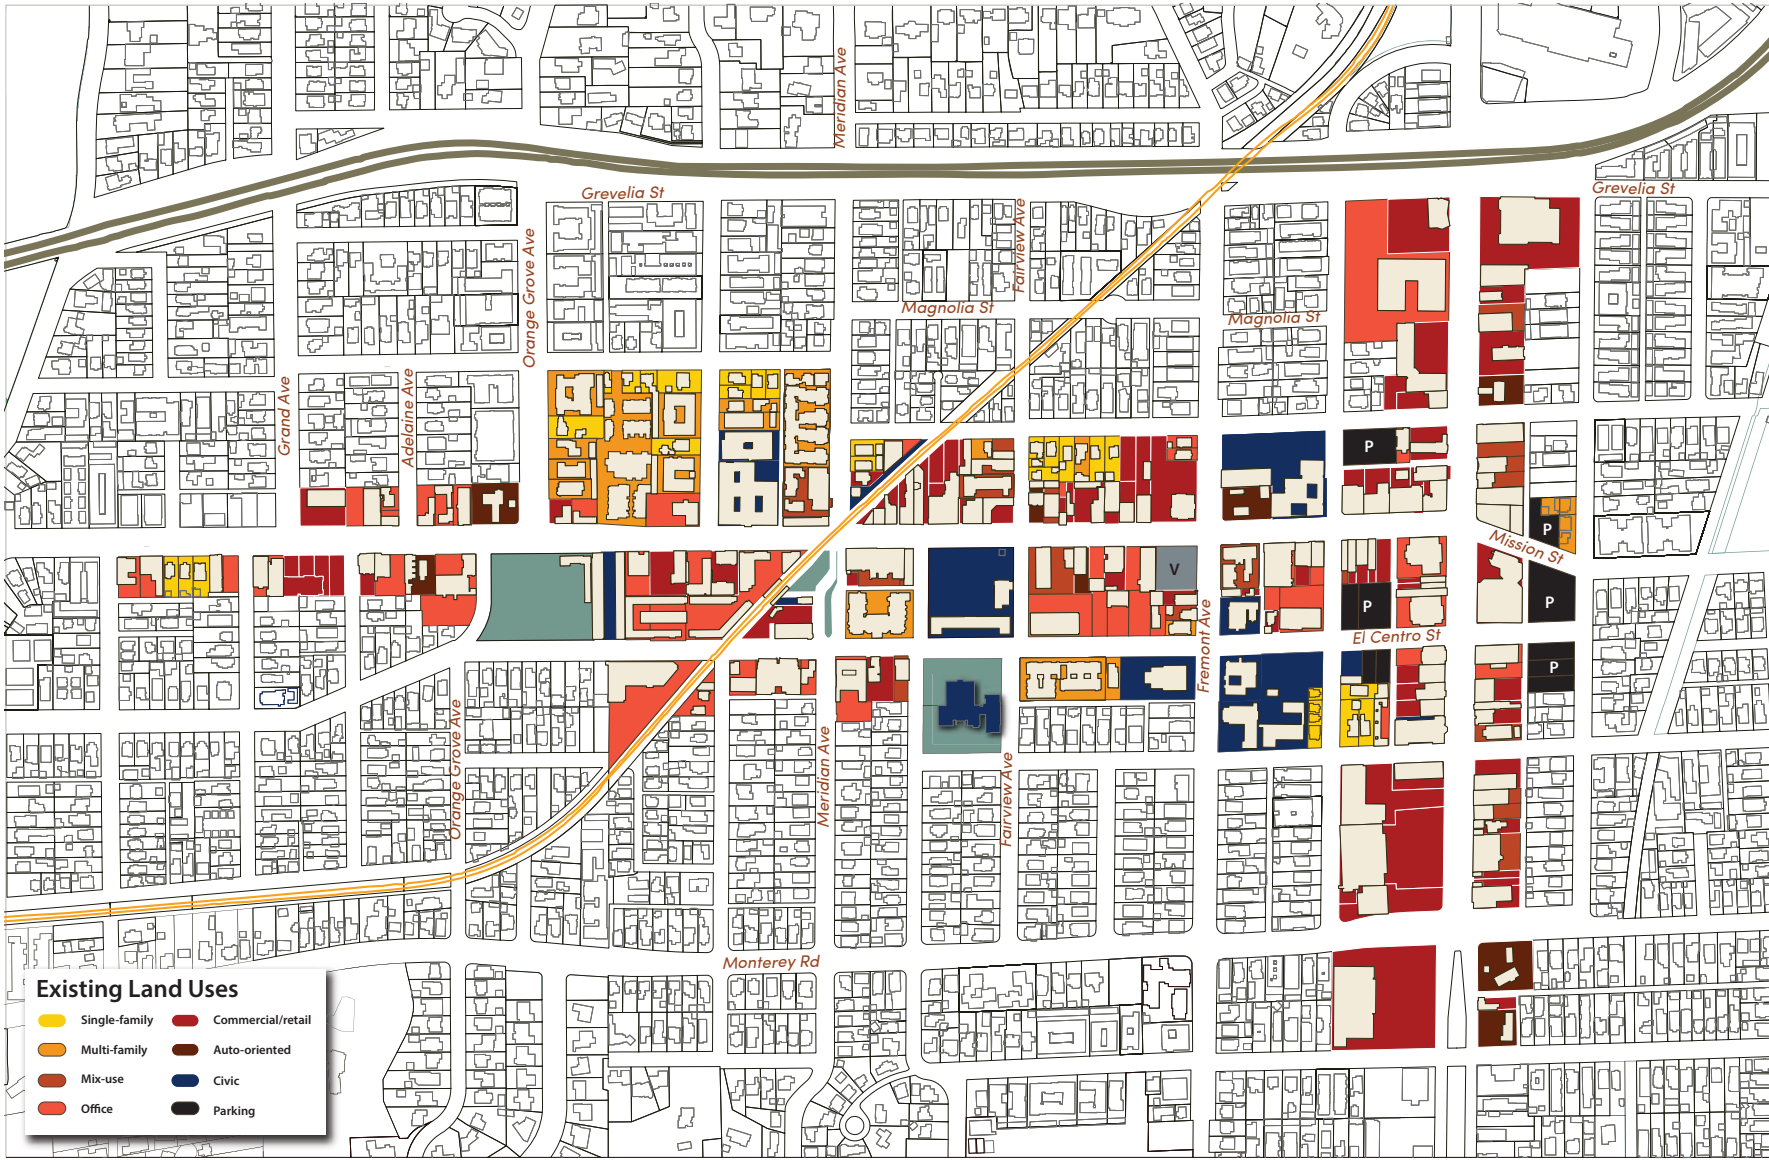 Meridian Ave
Grevelia St
Grevelia St
Fairview Ave
Orange Grove Ave
Magnolia St
Magnolia St
Grand Ave
Adelaine Ave
P
P
Mission St
V
P
P
Fremont Ave
El Centro St
P
Orange Grove Ave
Meridian Ave
Fairview Ave
Monterey Rd
Existing Land Uses
Single-family
Commercial/retail
Multi-family
Auto-oriented
Mix-use
Civic
Office
Parking